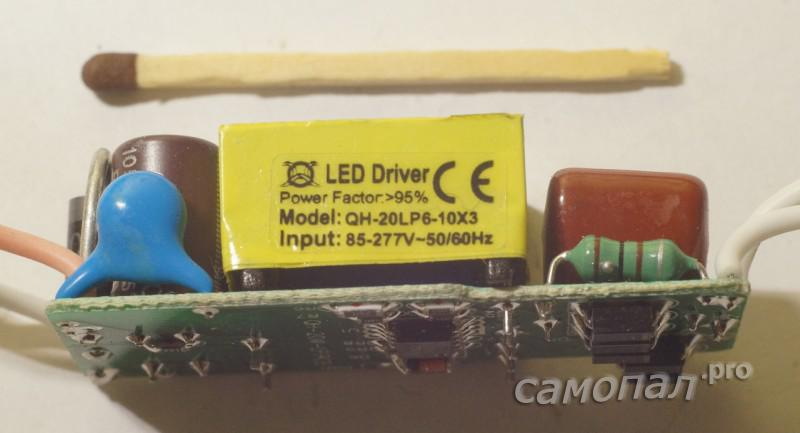 LED Driver CE
Power Factor:>95%
Model: QH-20LP6-10X3
Input: 85-277V~50/60Hz
самопал.pro